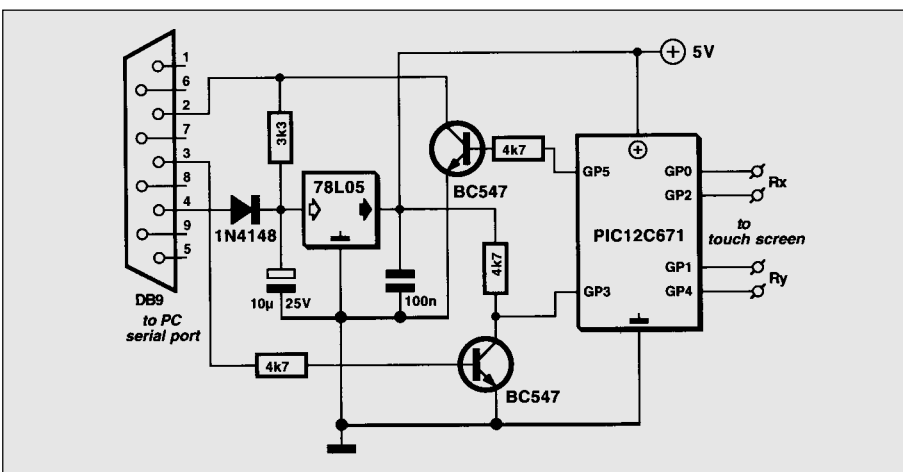 1
6
2
7
3
8
4
9
5
DB9
to PC
serial port
1N4148
3k3
10µ
25V
78L05
100n
4k7
BC547
4k7
4k7
BC547
5V
GP5
GP3
PIC12C671
GP0
GP2
GP1
GP4
Rx
to
touch screen
Ry